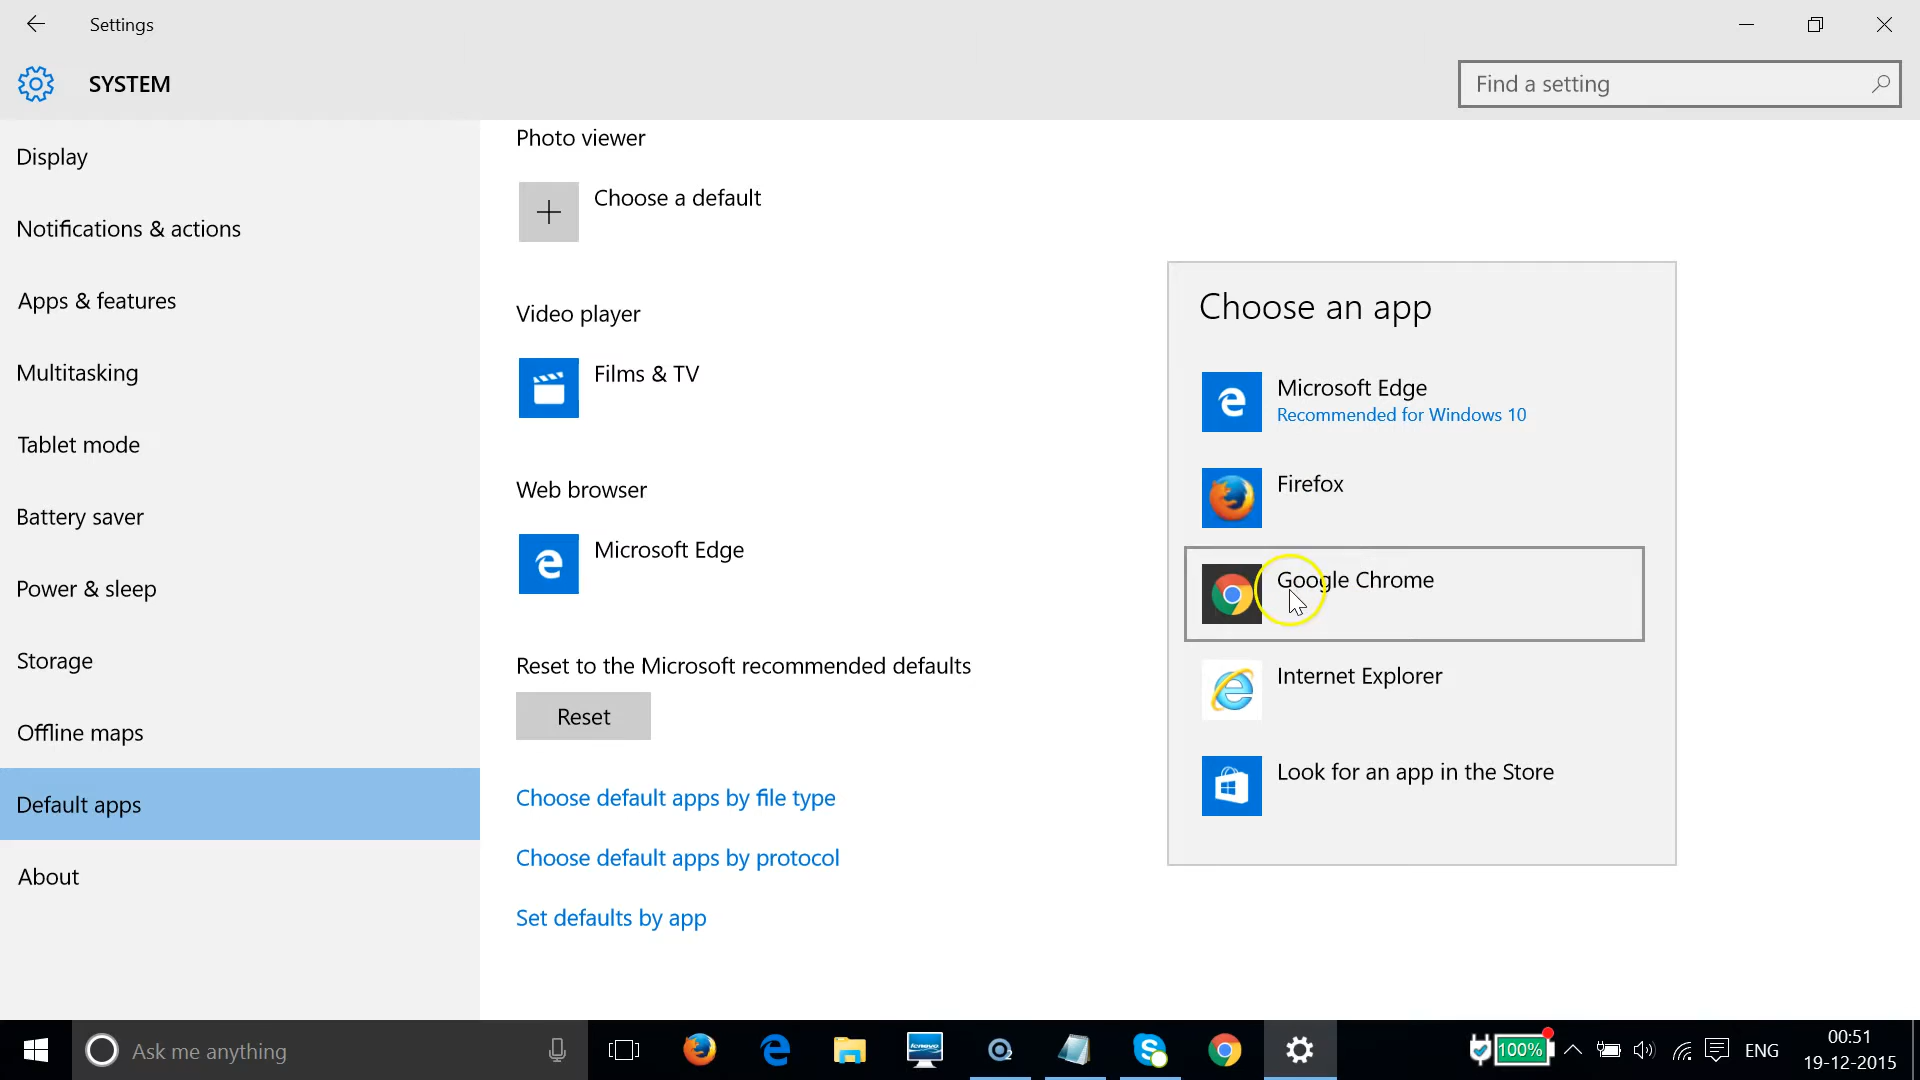 Settings
SYSTEM
Find a setting
Display
Notifications & actions
Apps & features
Multitasking
Tablet mode
Battery saver
Power & sleep
Storage
Offline maps
Default apps
About
Photo viewer
Choose a default
Video player
Films & TV
Web browser
Microsoft Edge
Reset to the Microsoft recommended defaults
Reset
Choose default apps by file type
Choose default apps by protocol
Set defaults by app
Choose an app
Microsoft Edge
Recommended for Windows 10
Firefox
Google Chrome
Internet Explorer
Look for an app in the Store
Ask me anything
lenovo
100%
ENG
00:51
19-12-2015